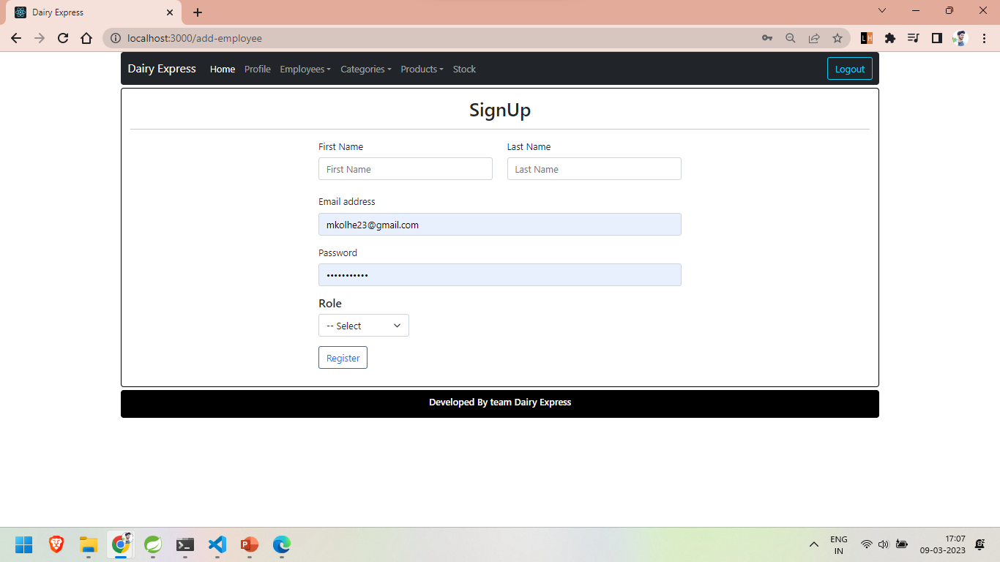 Dairy Express
localhost:3000/add-employee
L H
Dairy Express Home Profile Employees Categories Products Stock Logout
SignUp
First Name Last Name
First Name Last Name
Email address
mkolhe23@gmail.com
Password
•••••••••••
Role
-- Select
Register
Developed By team Dairy Express
ENG 17:07
IN 09-03-2023